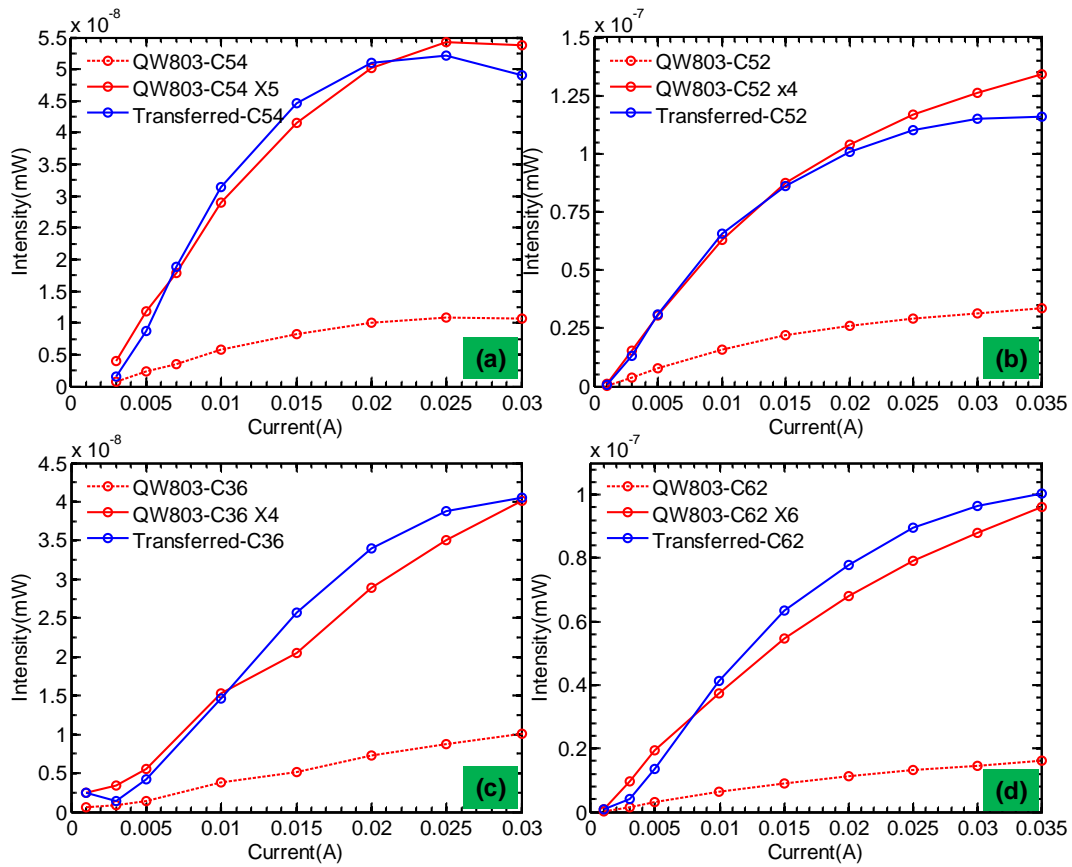 x 10-8
5.5
5
4.5
4
3.5
3
2.5
2
1.5
1
0.5
0
Intensity(mW)
QW803-C54
QW803-C54 X5
Transferred-C54
(a)
0 0.005 0.01 0.015 0.02 0.025 0.03
Current(A)
x 10-7
1.5
1.25
1
0.75
0.5
0.25
0
Intensity(mW)
QW803-C52
QW803-C52 x4
Transferred-C52
(b)
0 0.005 0.01 0.015 0.02 0.025 0.03 0.035
Current(A)
x 10-8
4.5
4
3.5
3
2.5
2
1.5
1
0.5
0
Intensity(mW)
QW803-C36
QW803-C36 X4
Transferred-C36
(c)
0 0.005 0.01 0.015 0.02 0.025 0.03
Current(A)
x 10-7
1
0.8
0.6
0.4
0.2
0
Intensity(mW)
QW803-C62
QW803-C62 X6
Transferred-C62
(d)
0 0.005 0.01 0.015 0.02 0.025 0.03 0.035
Current(A)